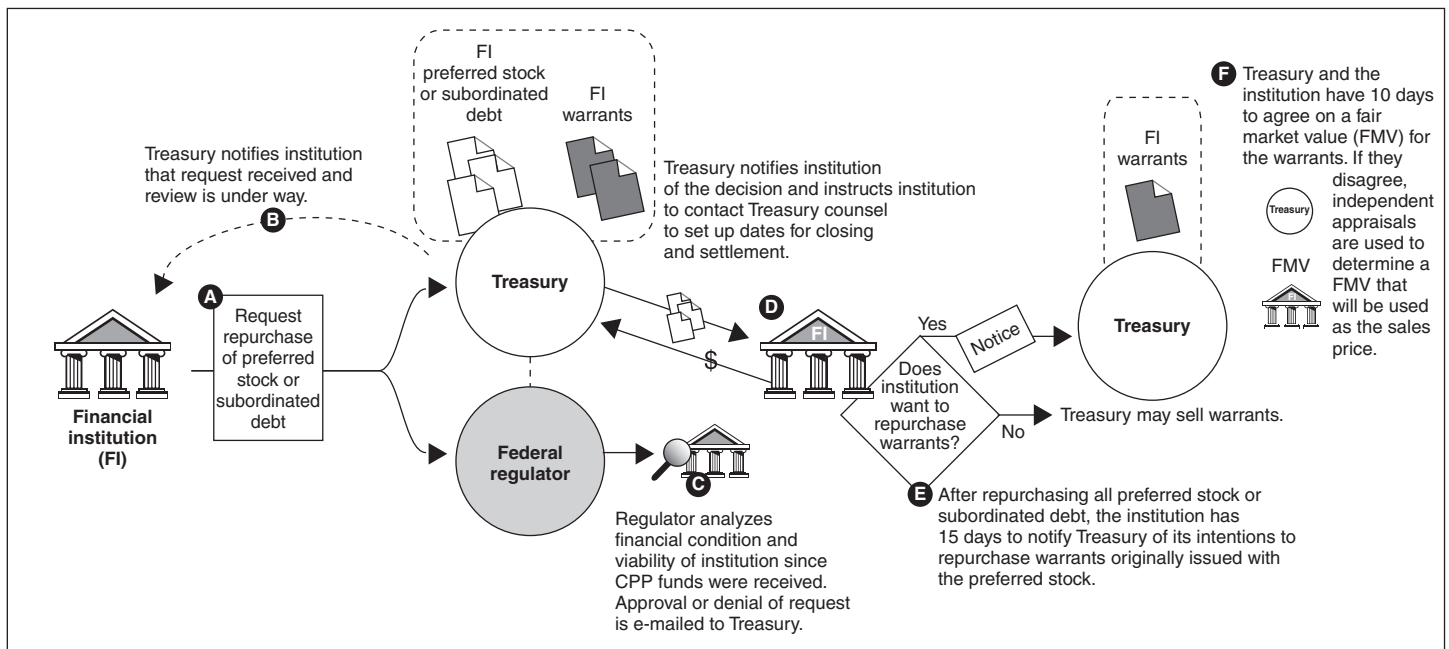 FI
preferred stock
or subordinated
debt
FI
warrants
Treasury notifies institution
that request received and
review is under way.
B
Treasury notifies institution
of the decision and instructs institution
to contact Treasury counsel
to set up dates for closing
and settlement.
A
Request
repurchase
of preferred
stock or
subordinated
debt
Financial
institution
(FI)
Treasury
Federal
regulator
$
C
Regulator analyzes
financial condition and
viability of institution since
CPP funds were received.
Approval or denial of request
is e-mailed to Treasury.
D
FI
Does
institution
want to
repurchase
warrants?
Yes
Notice
No
Treasury may sell warrants.
E
After repurchasing all preferred stock or
subordinated debt, the institution has
15 days to notify Treasury of its intentions to
repurchase warrants originally issued with
the preferred stock.
FI
warrants
Treasury
F
Treasury and the
institution have 10 days
to agree on a fair
market value (FMV) for
the warrants. If they
disagree,
independent
appraisals
are used to
determine a
FMV that
will be used
as the sales
price.
Treasury
FMV
FI